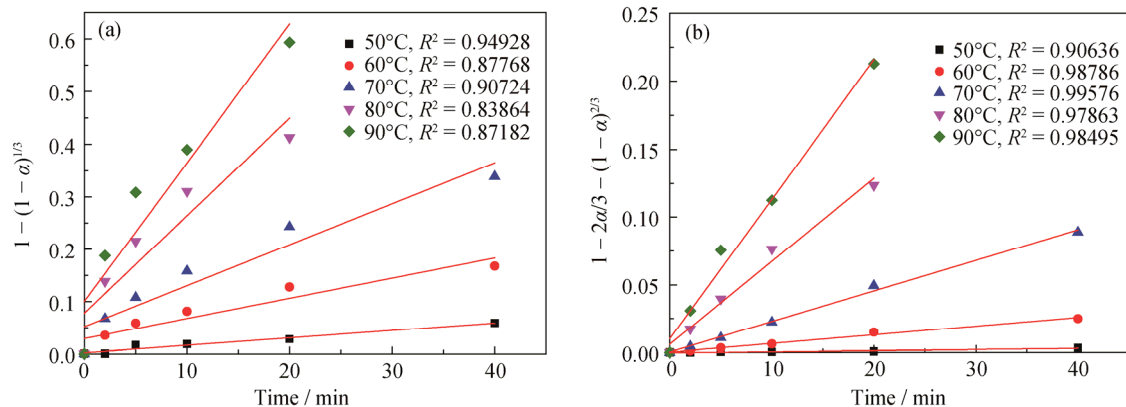 (a)
50°C, R² = 0.94928
60°C, R² = 0.87768
70°C, R² = 0.90724
80°C, R² = 0.83864
90°C, R² = 0.87182
1 − (1 − α)^{1/3}
0.6
0.5
0.4
0.3
0.2
0.1
0.0
0 10 20 30 40
Time / min
(b)
50°C, R² = 0.90636
60°C, R² = 0.98786
70°C, R² = 0.99576
80°C, R² = 0.97863
90°C, R² = 0.98495
1 − 2α/3 − (1 − α)^{2/3}
0.25
0.20
0.15
0.10
0.05
0.00
0 10 20 30 40
Time / min